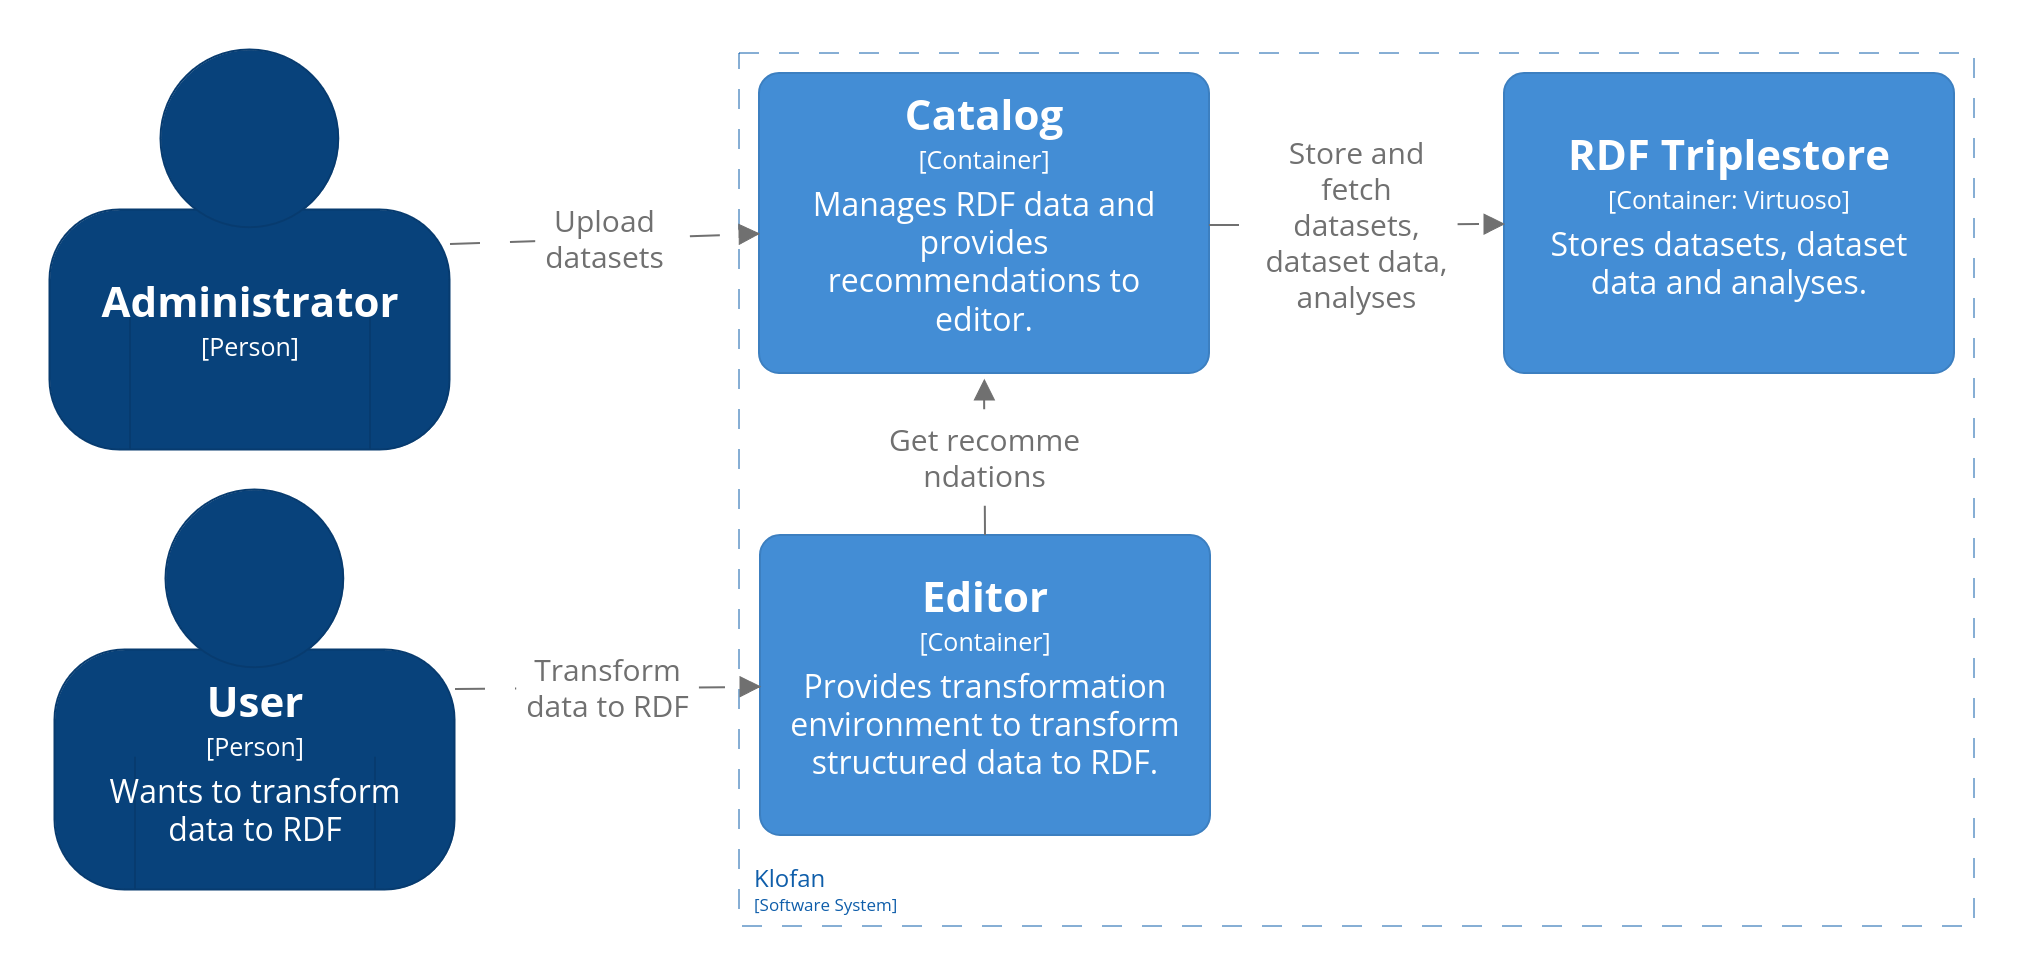 Administrator
[Person]
Upload
datasets
Catalog
[Container]
Manages RDF data and
provides
recommendations to
editor.
Store and
fetch
datasets,
dataset data,
analyses
RDF Triplestore
[Container: Virtuoso]
Stores datasets, dataset
data and analyses.
Get recomme
ndations
User
[Person]
Wants to transform
data to RDF
Transform
data to RDF
Editor
[Container]
Provides transformation
environment to transform
structured data to RDF.
Klofan
[Software System]